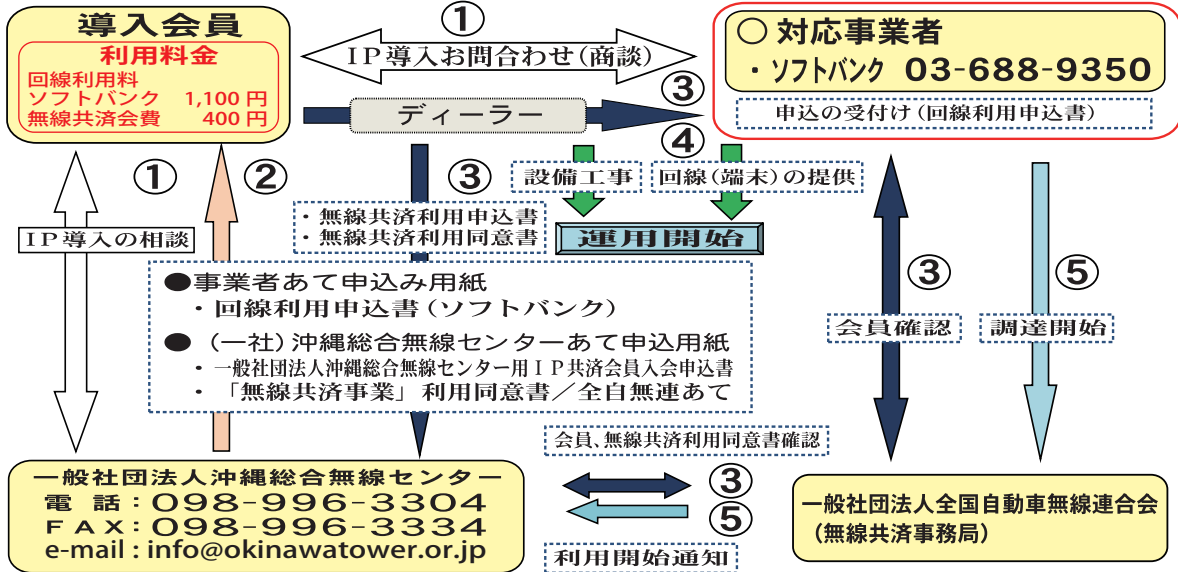 導入会員
利用料金
回線利用料
ソフトバンク 1,100円
無線共済会費 400円
①
IP導入お問合わせ(商談)
○ 対応事業者
・ソフトバンク 03-688-9350
申込の受付け(回線利用申込書)
③
ディーラー
④
①
②
③
設備工事
回線(端末)の提供
・無線共済利用申込書
・無線共済利用同意書
運用開始
IP導入の相談
●事業者あて申込み用紙
・回線利用申込書(ソフトバンク)
●(一社)沖縄総合無線センターあて申込用紙
・一般社団法人沖縄総合無線センター用IP共済会員入会申込書
・「無線共済事業」利用同意書/全自無連あて
③
会員確認
⑤
調達開始
会員、無線共済利用同意書確認
③
⑤
利用開始通知
一般社団法人沖縄総合無線センター
電話:098-996-3304
FAX:098-996-3334
e-mail : info@okinawatower.or.jp
一般社団法人全国自動車無線連合会
(無線共済事務局)